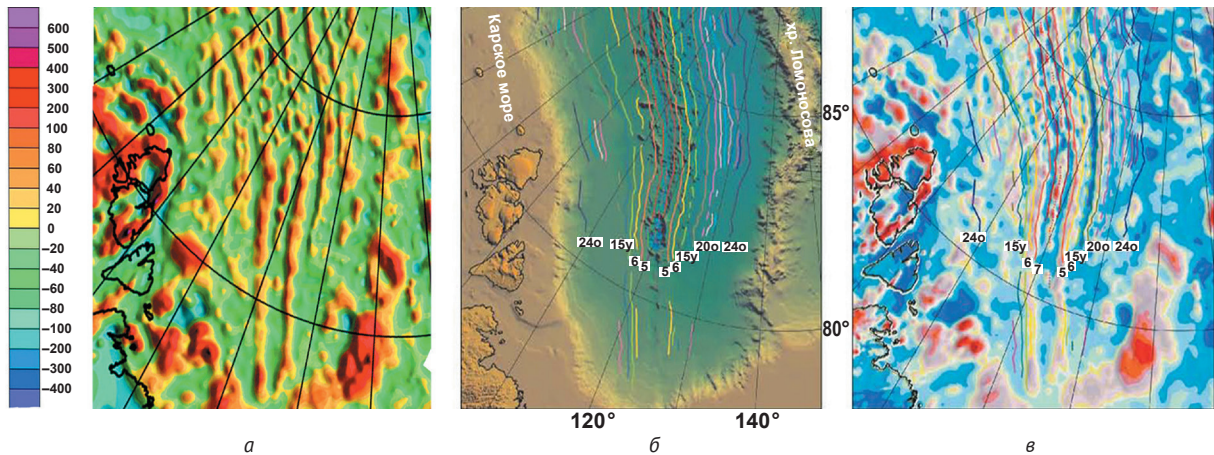 600
500
400
300
200
100
80
60
40
20
0
−20
−40
−60
−80
−100
−200
−300
−400
Карское море
хр. Ломоносова
24o
15y
6
5
5
6
15y
20o
24o
120°
140°
85°
80°
24o
15y
6
7
5
6
15y
20o
24o
а
б
в